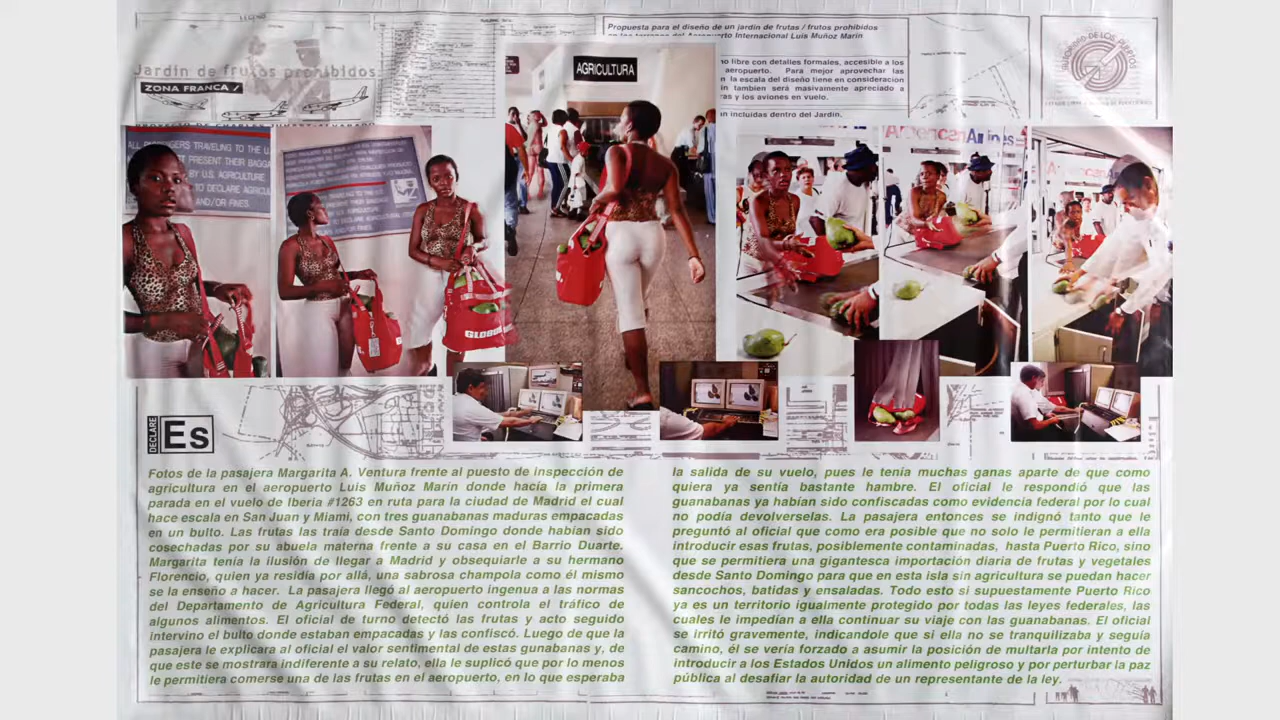 Propuesta para el diseño de un jardín de frutas / frutos prohibidos
Aeropuerto Internacional Luis Muñoz Marín
Jardín de frutos prohibidos
ZONA FRANCA /
libre con detalles formales, accesible a los
aeropuerto. Para mejor aprovechar las
la escala del diseño tiene en consideración
tambien será masivamente apreciado a
y los aviones en vuelo.
incluidas dentro del Jardín.
AGRICULTURA
TRAVELING TO THE U.
PRESENT THEIR
BY U.S. AGRICULTURE
TO DECLARE
AND/OR FINES.
American Airlines
DECLARE
Es
Fotos de la pasajera Margarita A. Ventura frente al puesto de inspección de
agricultura en el aeropuerto Luis Muñoz Marín donde hacía la primera
parada en el vuelo de Iberia #1263 en ruta para la ciudad de Madrid el cual
hace escala en San Juan y Miami, con tres guanabanas maduras empacadas
en un bulto. Las frutas las traía desde Santo Domingo donde habían sido
cosechadas por su abuela materna frente a su casa en el Barrio Duarte.
Margarita tenía la ilusión de llegar a Madrid y obsequiarle a su hermano
Florencio, quien ya residía por allá, una sabrosa champola como él mismo
se la enseno a hacer. La pasajera llegó al aeropuerto ingenua a las normas
del Departamento de Agricultura Federal, quien controla el tráfico de
algunos alimentos. El oficial de turno detectó las frutas y acto seguido
intervino el bulto donde estaban empacadas y las confiscó. Luego de que la
pasajera le explicara al oficial el valor sentimental de estas gunabanas y, de
que este se mostrara indiferente a su relato, ella le suplicó que por lo menos
le permitiera comerse una de las frutas en el aeropuerto, en lo que esperaba
la salida de su vuelo, pues le tenía muchas ganas aparte de que como
quiera ya sentía bastante hambre. El oficial le respondió que las
guanabanas ya habían sido confiscadas como evidencia federal por lo cual
no podía devolverselas. La pasajera entonces se indignó tanto que le
preguntó al oficial que como era posible que no solo le permitieran a ella
introducir esas frutas, posiblemente contaminadas, hasta Puerto Rico, sino
que se permitiera una gigantesca importación diaria de frutas y vegetales
desde Santo Domingo para que en esta isla sin agricultura se puedan hacer
sancochos, batidas y ensaladas. Todo esto si supuestamente Puerto Rico
ya es un territorio igualmente protegido por todas las leyes federales, las
cuales le impedían a ella continuar su viaje con las guanabanas. El oficial
se irritó gravemente, indicandole que si ella no se tranquilizaba y seguía
camino, él se vería forzado a asumir la posición de multarla por intento de
introducir a los Estados Unidos un alimento peligroso y por perturbar la paz
pública al desafiar la autoridad de un representante de la ley.